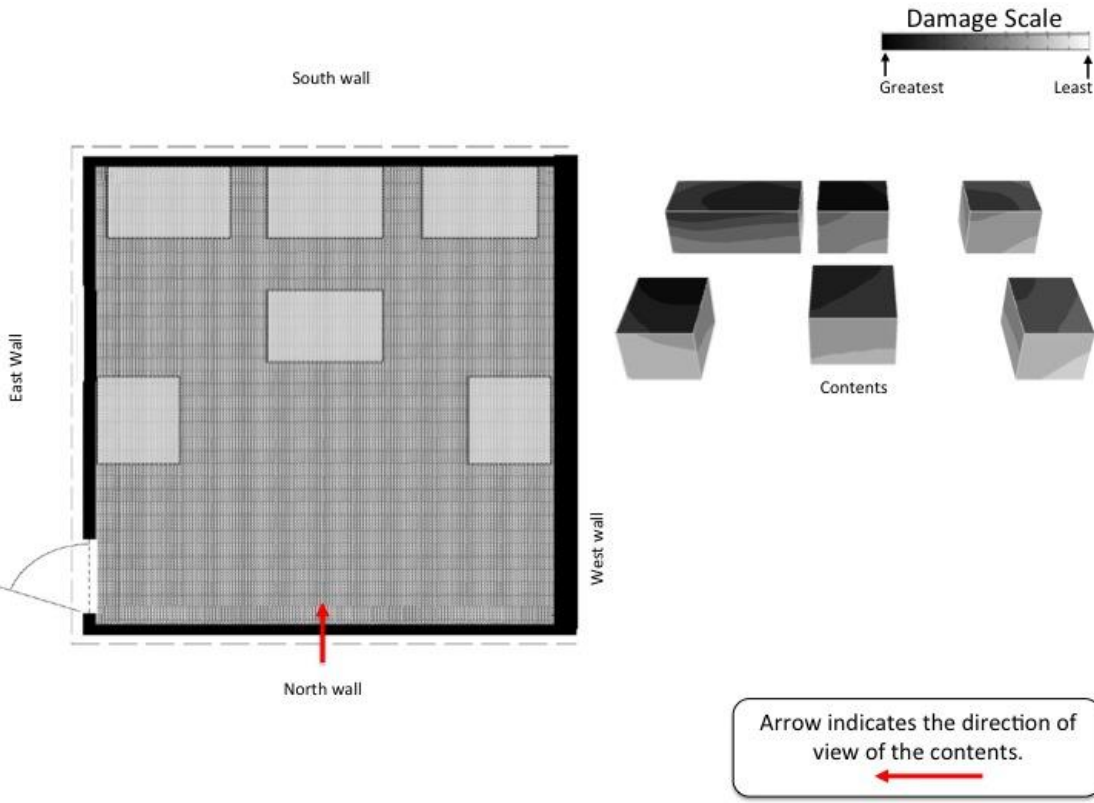 Damage Scale
Greatest
Least
South wall
East Wall
West wall
Contents
North wall
Arrow indicates the direction of
view of the contents.